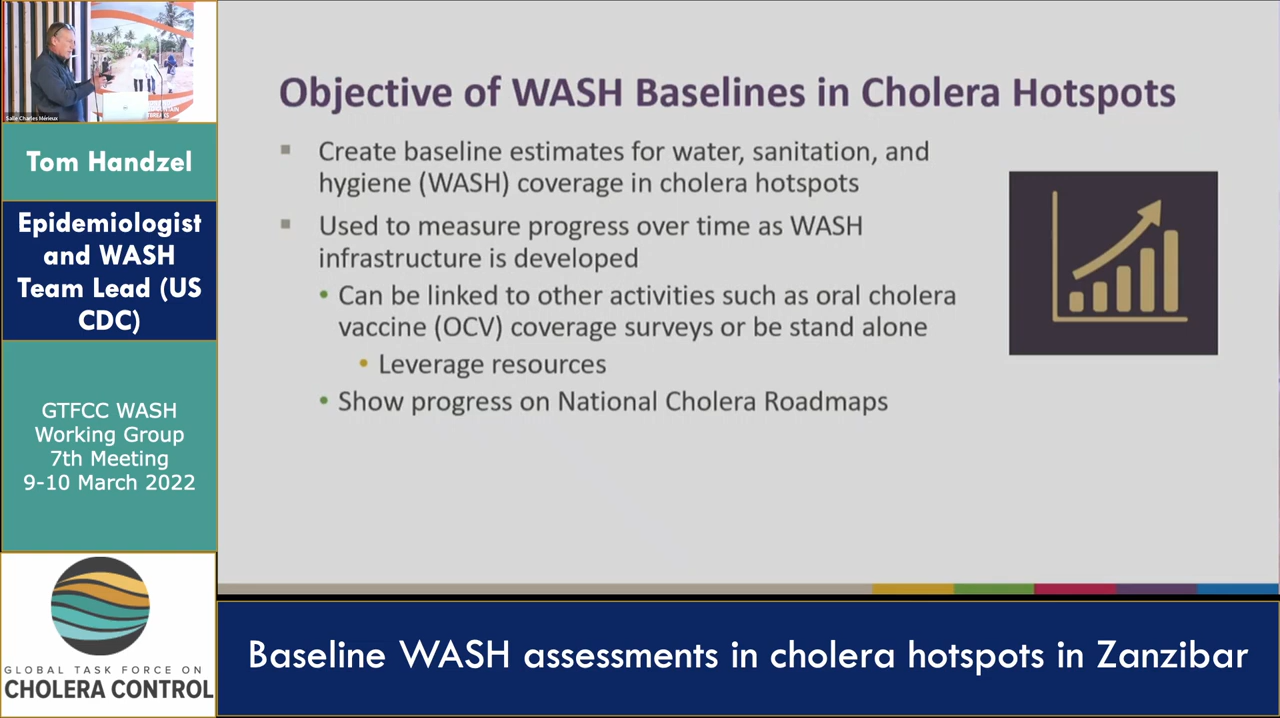 Salle Charles Mérieux
Tom Handzel
Epidemiologist
and WASH
Team Lead (US
CDC)
GTFCC WASH
Working Group
7th Meeting
9-10 March 2022
GLOBAL TASK FORCE ON
CHOLERA CONTROL
Objective of WASH Baselines in Cholera Hotspots
▪ Create baseline estimates for water, sanitation, and
hygiene (WASH) coverage in cholera hotspots
▪ Used to measure progress over time as WASH
infrastructure is developed
• Can be linked to other activities such as oral cholera
vaccine (OCV) coverage surveys or be stand alone
• Leverage resources
• Show progress on National Cholera Roadmaps
Baseline WASH assessments in cholera hotspots in Zanzibar